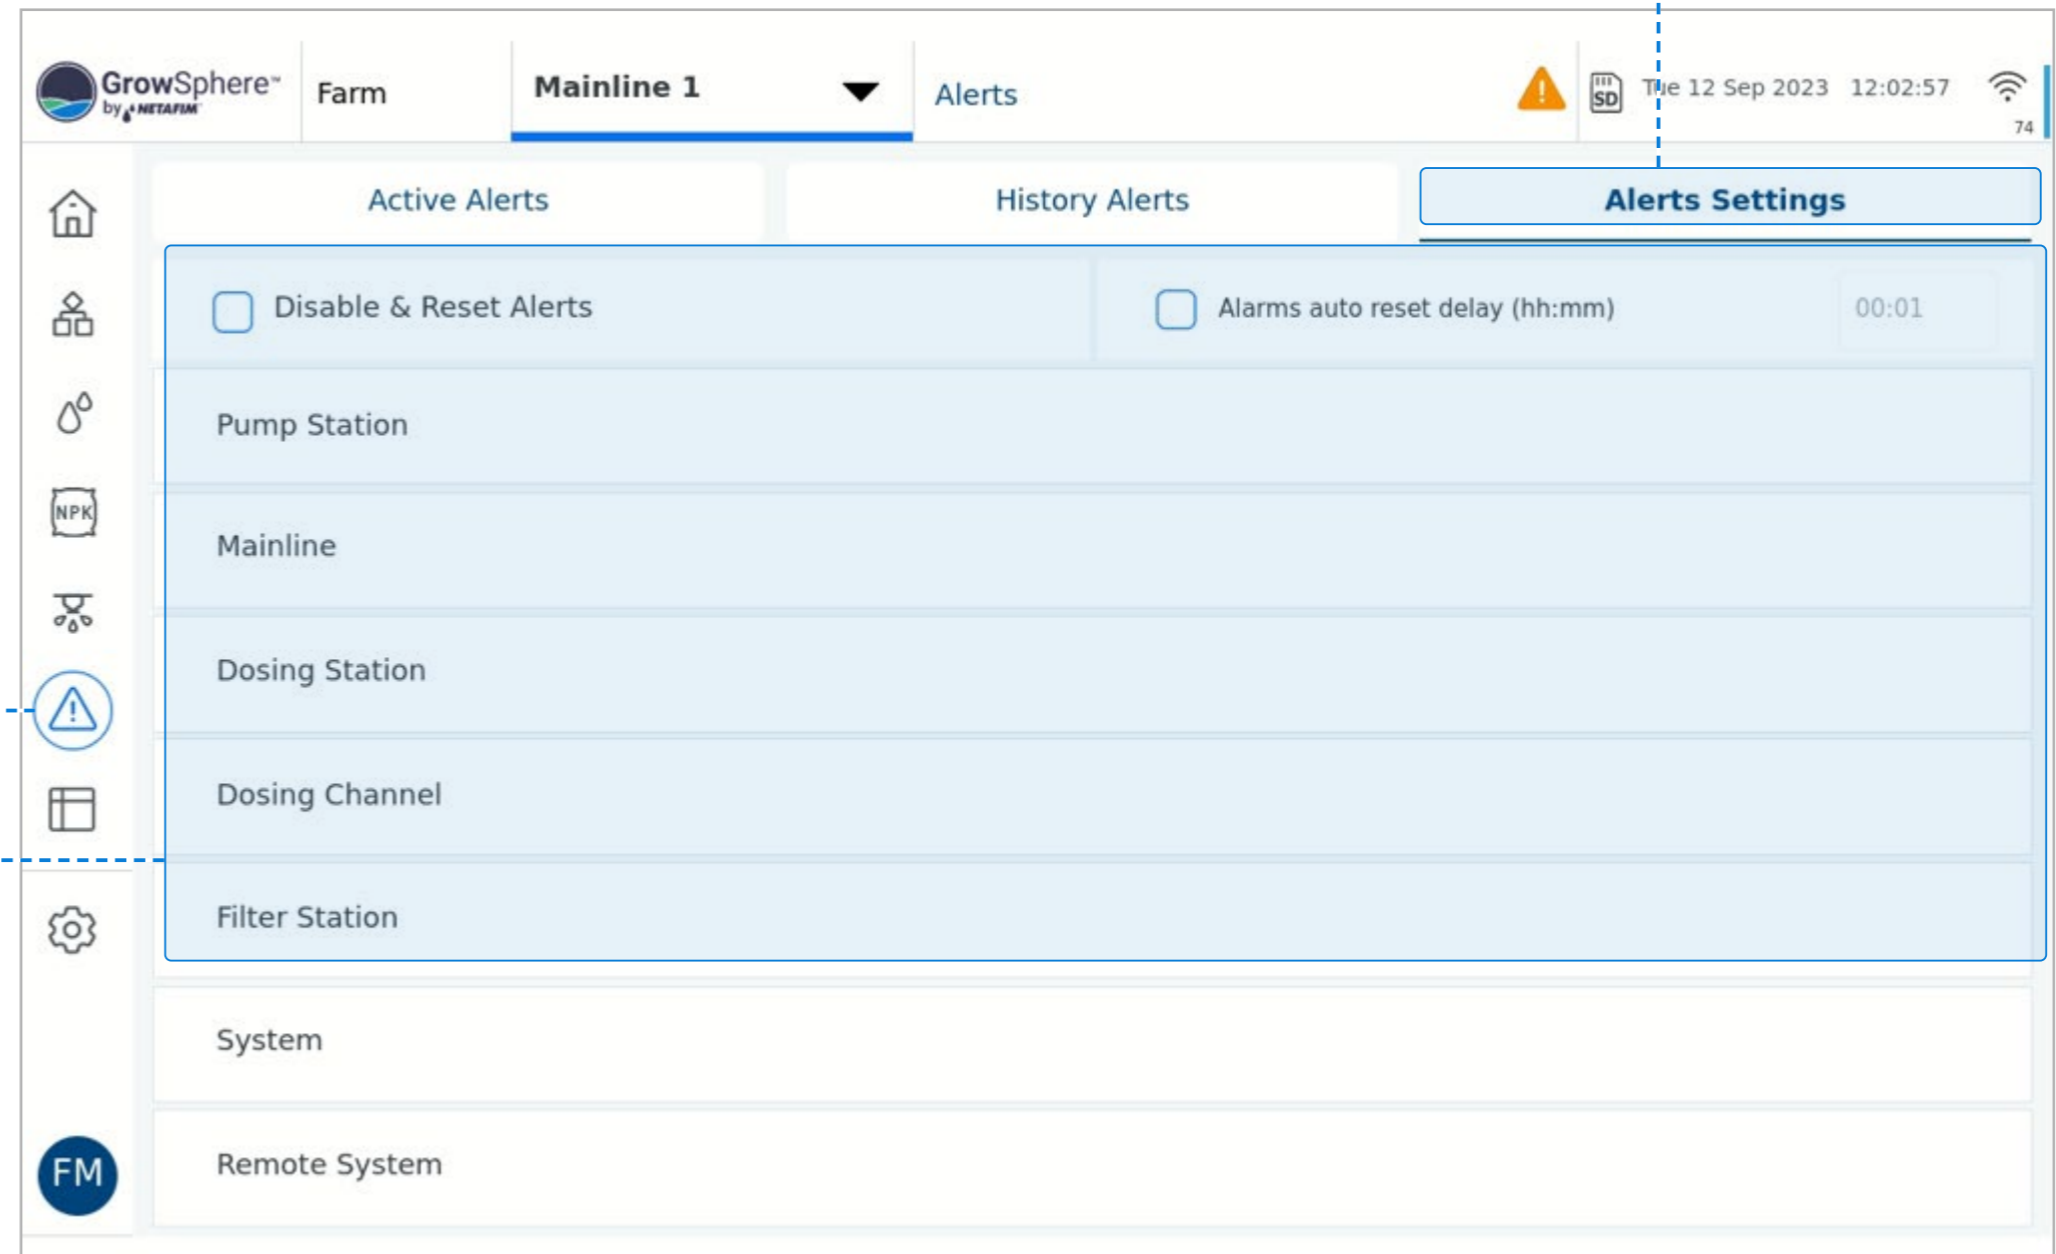 GrowSphere™
by NETAFIM™
Farm
Mainline 1
Alerts
SD
Tue 12 Sep 2023 12:02:57
74
Active Alerts
History Alerts
Alerts Settings
Disable & Reset Alerts
Alarms auto reset delay (hh:mm)
00:01
Pump Station
Mainline
NPK
Dosing Station
Dosing Channel
Filter Station
System
Remote System
FM